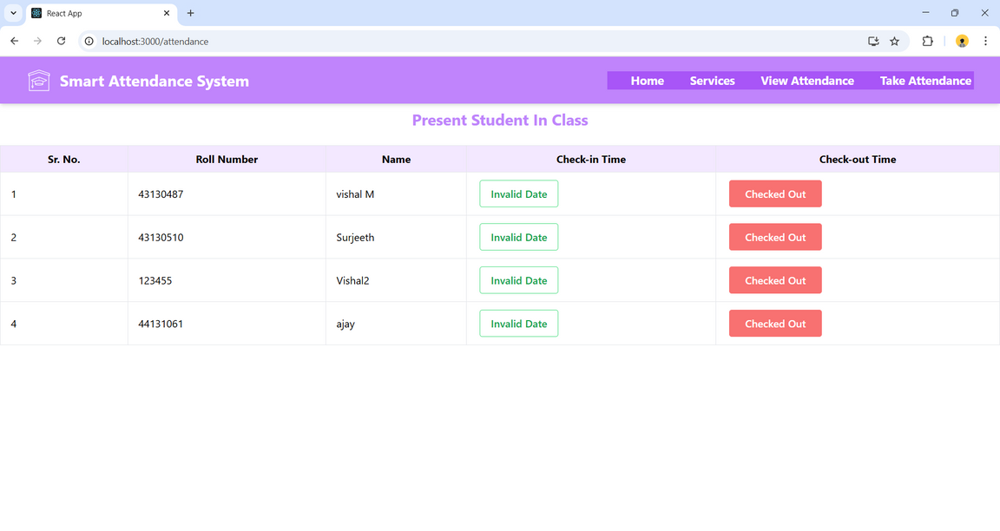 React App
localhost:3000/attendance
Smart Attendance System
Home Services View Attendance Take Attendance
Present Student In Class
Sr. No. Roll Number Name Check-in Time Check-out Time
1 43130487 vishal M Invalid Date Checked Out
2 43130510 Surjeeth Invalid Date Checked Out
3 123455 Vishal2 Invalid Date Checked Out
4 44131061 ajay Invalid Date Checked Out